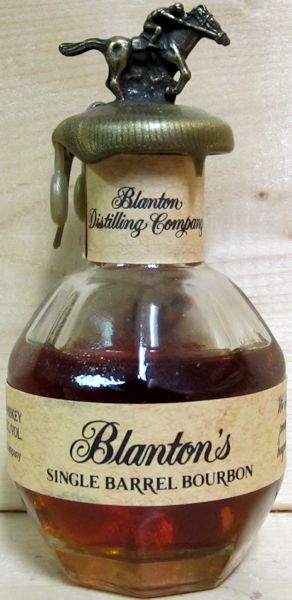 Blanton
Distilling Company
Blanton's
SINGLE BARREL BOURBON